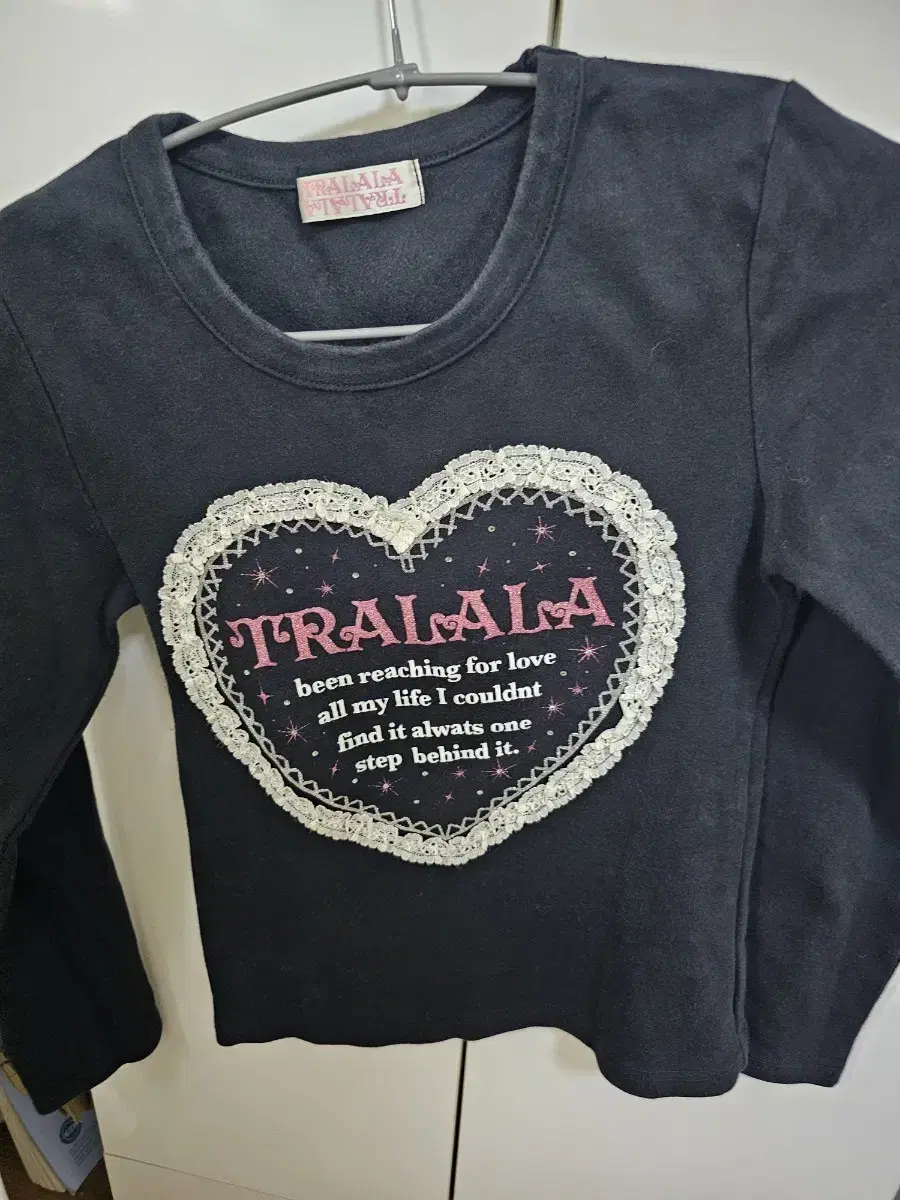 TRALALA
TRALALA
TRALALA
been reaching for love
all my life I couldnt
find it alwats one
step behind it.